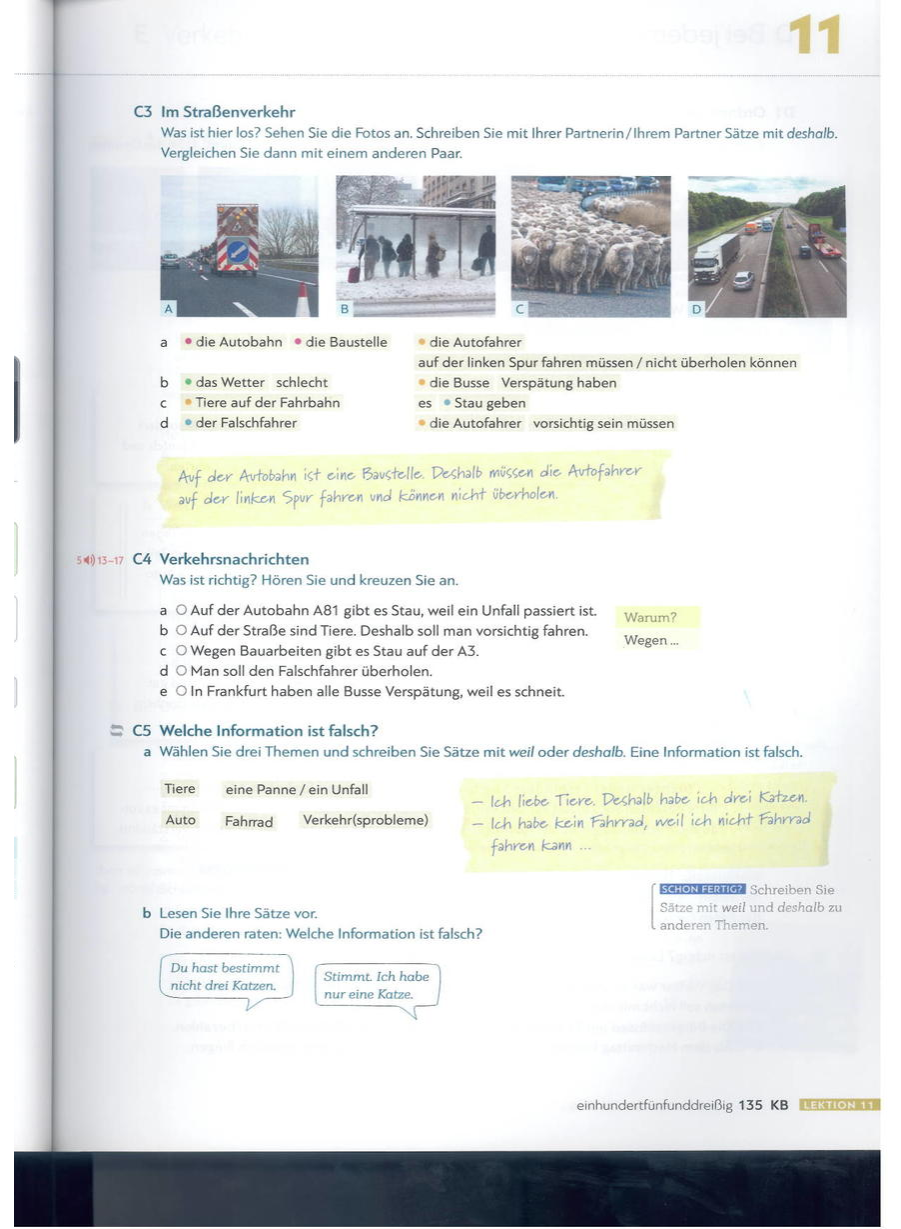 11
C3 Im Straßenverkehr
Was ist hier los? Sehen Sie die Fotos an. Schreiben Sie mit Ihrer Partnerin/Ihrem Partner Sätze mit deshalb.
Vergleichen Sie dann mit einem anderen Paar.
A B C D
a • die Autobahn • die Baustelle • die Autofahrer
auf der linken Spur fahren müssen / nicht überholen können
b • das Wetter schlecht • die Busse Verspätung haben
c • Tiere auf der Fahrbahn es • Stau geben
d • der Falschfahrer • die Autofahrer vorsichtig sein müssen
Auf der Autobahn ist eine Baustelle. Deshalb müssen die Autofahrer
auf der linken Spur fahren und können nicht überholen.
5 13–17 C4 Verkehrsnachrichten
Was ist richtig? Hören Sie und kreuzen Sie an.
a ○ Auf der Autobahn A81 gibt es Stau, weil ein Unfall passiert ist.
b ○ Auf der Straße sind Tiere. Deshalb soll man vorsichtig fahren.
c ○ Wegen Bauarbeiten gibt es Stau auf der A3.
d ○ Man soll den Falschfahrer überholen.
e ○ In Frankfurt haben alle Busse Verspätung, weil es schneit.
Warum?
Wegen ...
C5 Welche Information ist falsch?
a Wählen Sie drei Themen und schreiben Sie Sätze mit weil oder deshalb. Eine Information ist falsch.
Tiere eine Panne / ein Unfall
Auto Fahrrad Verkehr(sprobleme)
– Ich liebe Tiere. Deshalb habe ich drei Katzen.
– Ich habe kein Fahrrad, weil ich nicht Fahrrad
fahren kann ...
SCHON FERTIG? Schreiben Sie
Sätze mit weil und deshalb zu
anderen Themen.
b Lesen Sie Ihre Sätze vor.
Die anderen raten: Welche Information ist falsch?
Du hast bestimmt
nicht drei Katzen.
Stimmt. Ich habe
nur eine Katze.
einhundertfünfunddreißig 135 KB LEKTION 11